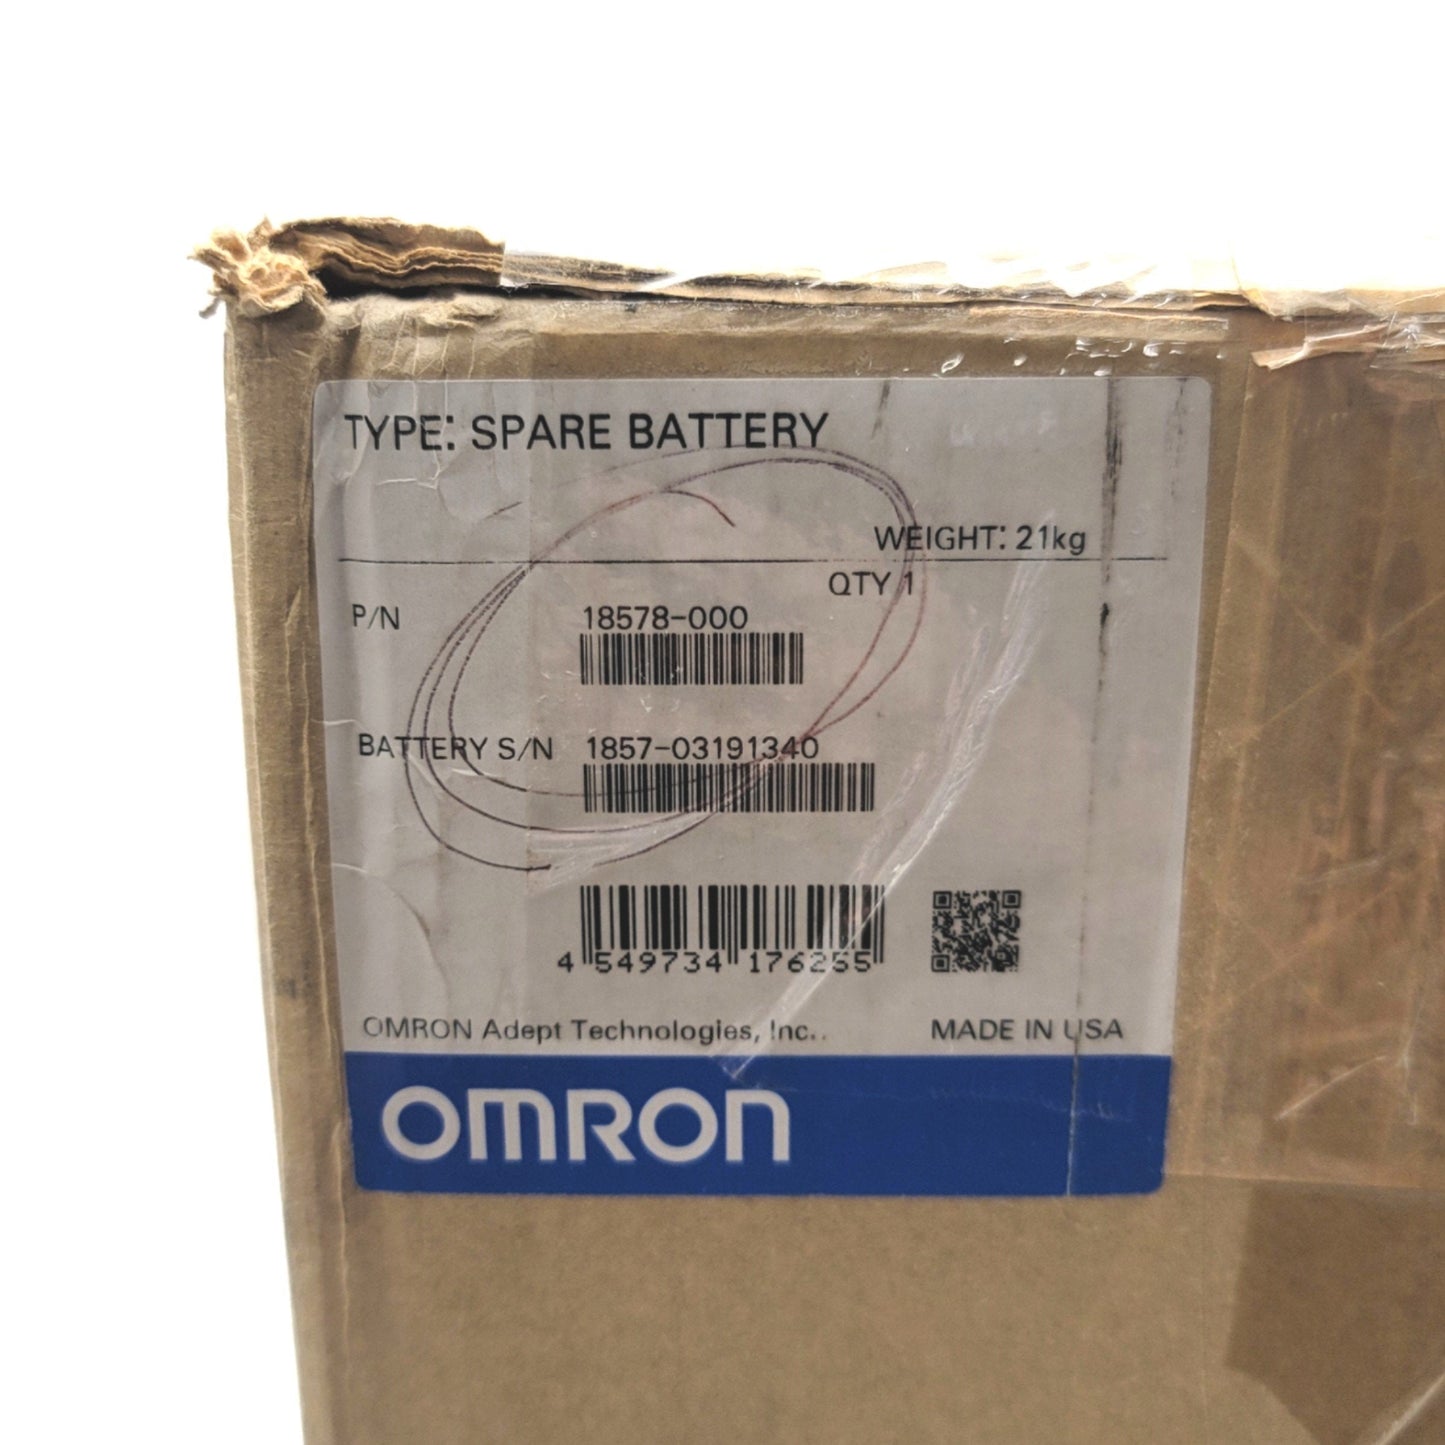 TYPE: SPARE BATTERY
WEIGHT: 21kg
QTY 1
P/N 18578-000
BATTERY S/N 1857-03191340
4 549734 176255
OMRON Adept Technologies, Inc..
MADE IN USA
OMRON